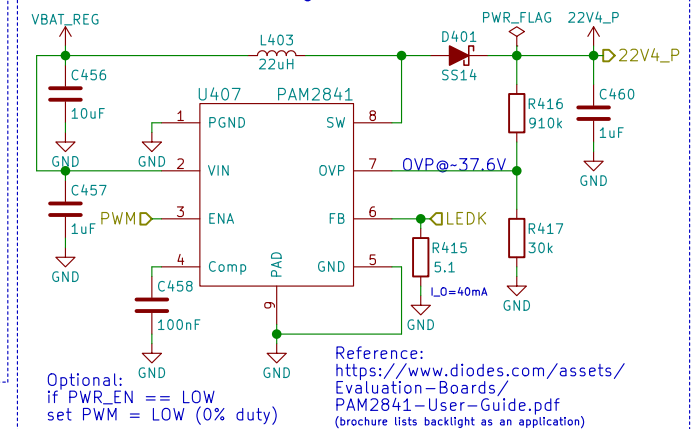 VBAT_REG
PWR_FLAG
22V4_P
L403
22uH
D401
SS14
22V4_P
C456
10uF
GND
U407
PAM2841
R416
910k
C460
1uF
GND
1
PGND
SW
8
GND
2
VIN
OVP
7
OVP@~37.6V
C457
1uF
GND
PWM
3
ENA
FB
6
LEDK
R417
30k
GND
R415
5.1
I_O=40mA
GND
4
Comp
PAD
GND
5
9
C458
100nF
GND
GND
Optional:
if PWR_EN == LOW
set PWM = LOW (0% duty)
Reference:
https://www.diodes.com/assets/
Evaluation-Boards/
PAM2841-User-Guide.pdf
(brochure lists backlight as an application)